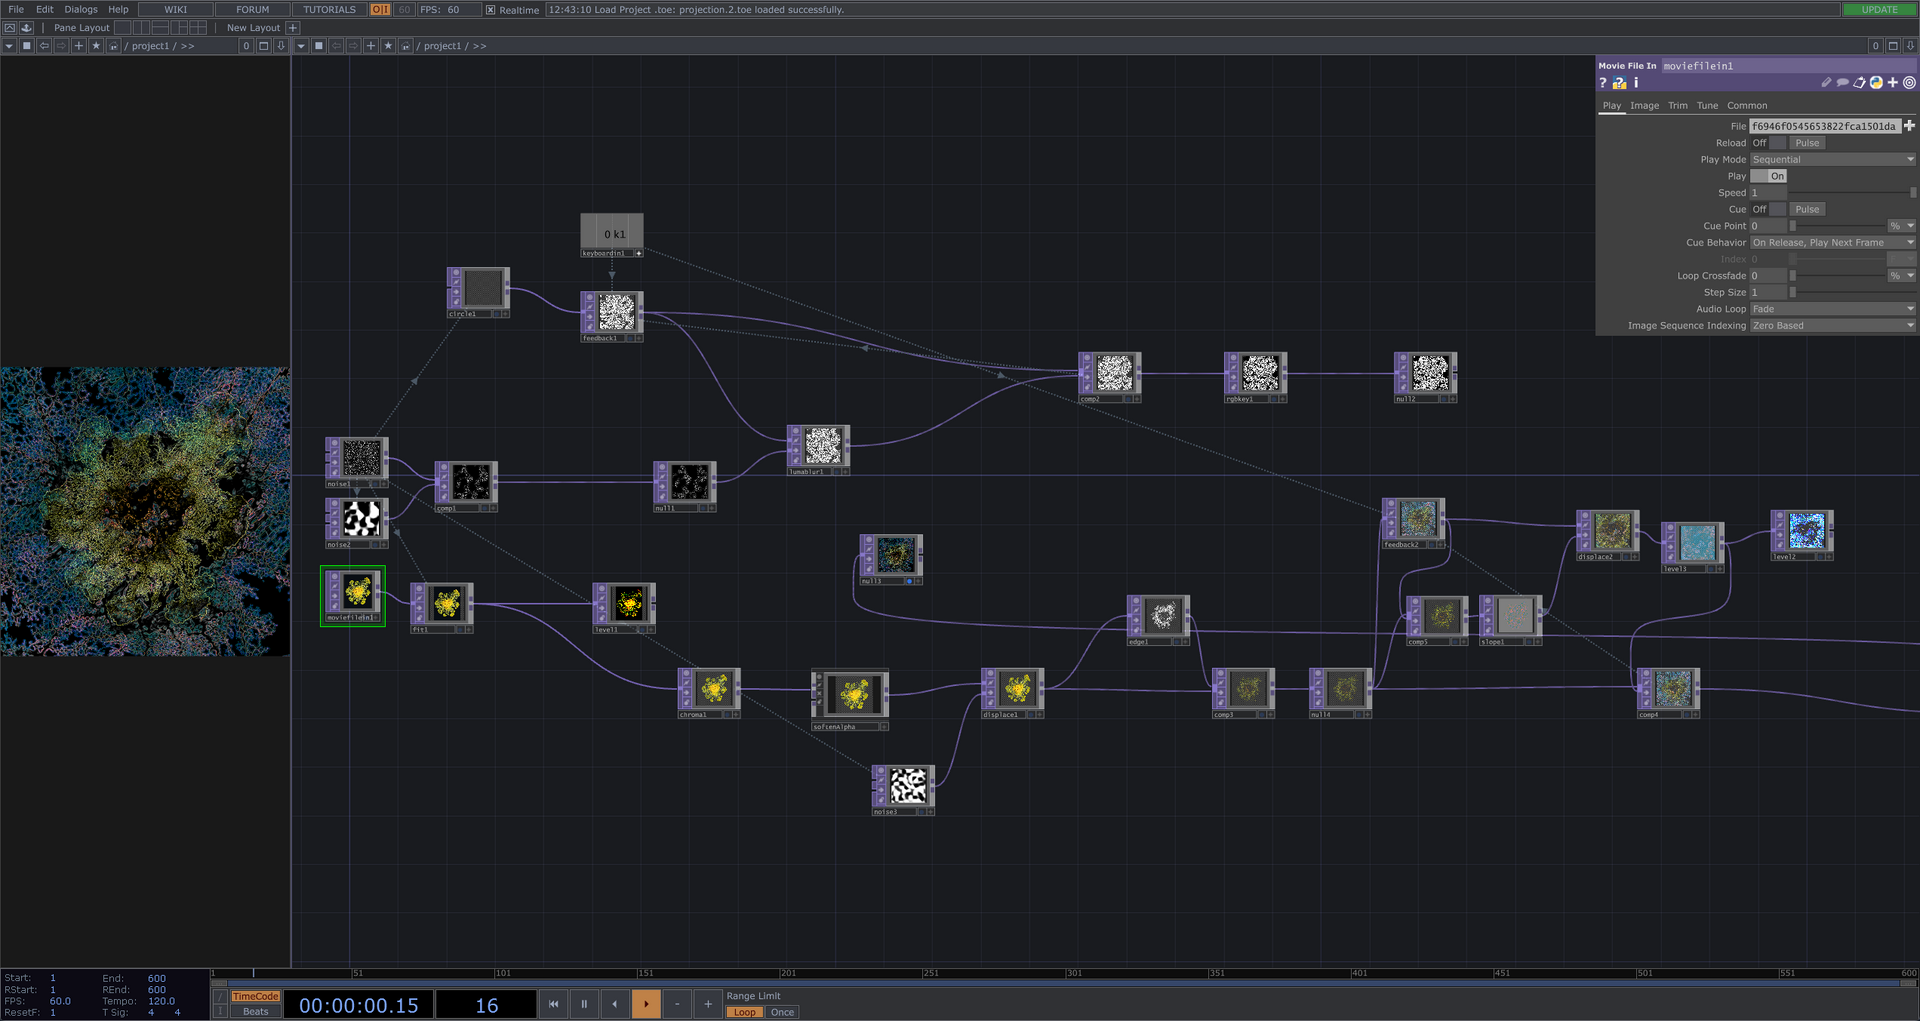 File Edit Dialogs Help WIKI FORUM TUTORIALS O|I 60 FPS: 60 Realtime 12:43:10 Load Project .toe: projection.2.toe loaded successfully. UPDATE
Pane Layout New Layout
/ project1 / >> 0 / project1 / >> 0
Movie File In moviefilein1
Play Image Trim Tune Common
File f6946f0545653822fca1501da
Reload Off Pulse
Play Mode Sequential
Play On
Speed 1
Cue Off Pulse
Cue Point 0 %
Cue Behavior On Release, Play Next Frame
Index 0
Loop Crossfade 0 %
Step Size 1
Audio Loop Fade
Image Sequence Indexing Zero Based
0 k1
keyboardin1
circle1
feedback1
comp2
rgbkey1
null2
lumablur1
noise1
comp1
null1
noise2
feedback2
displace2
level3
level2
null3
moviefilein1
fit1
level1
edge1
comp5
slope1
chroma1
softenAlpha
displace1
comp3
null4
comp4
noise3
1 51 101 151 201 251 301 351 401 451 501 551 600
Start: 1 End: 600
RStart: 1 REnd: 600
FPS: 60.0 Tempo: 120.0
ResetF: 1 T Sig: 4 4
TimeCode
Beats
00:00:00.15 16
Range Limit
Loop Once